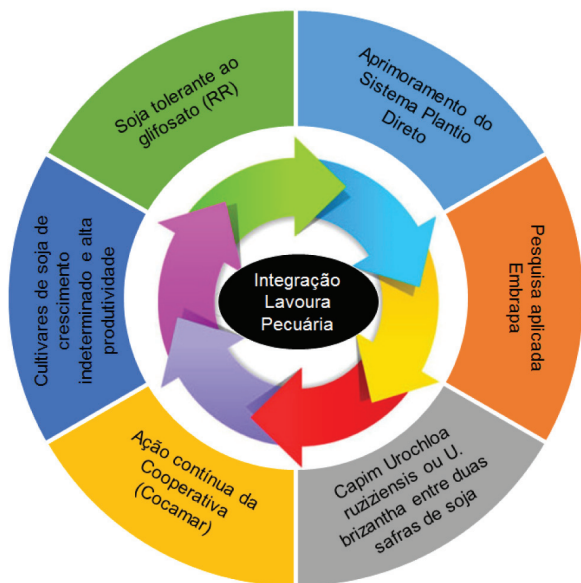 Soja tolerante ao
glifosato (RR)
Aprimoramento do
Sistema Plantio
Direto
Pesquisa aplicada
Embrapa
Capim Urochloa
ruziziensis ou U.
brizantha entre duas
safras de soja
Ação contínua da
Cooperativa
(Cocamar)
Cultivares de soja de
crescimento
indeterminado e alta
produtividade
Integração
Lavoura
Pecuária